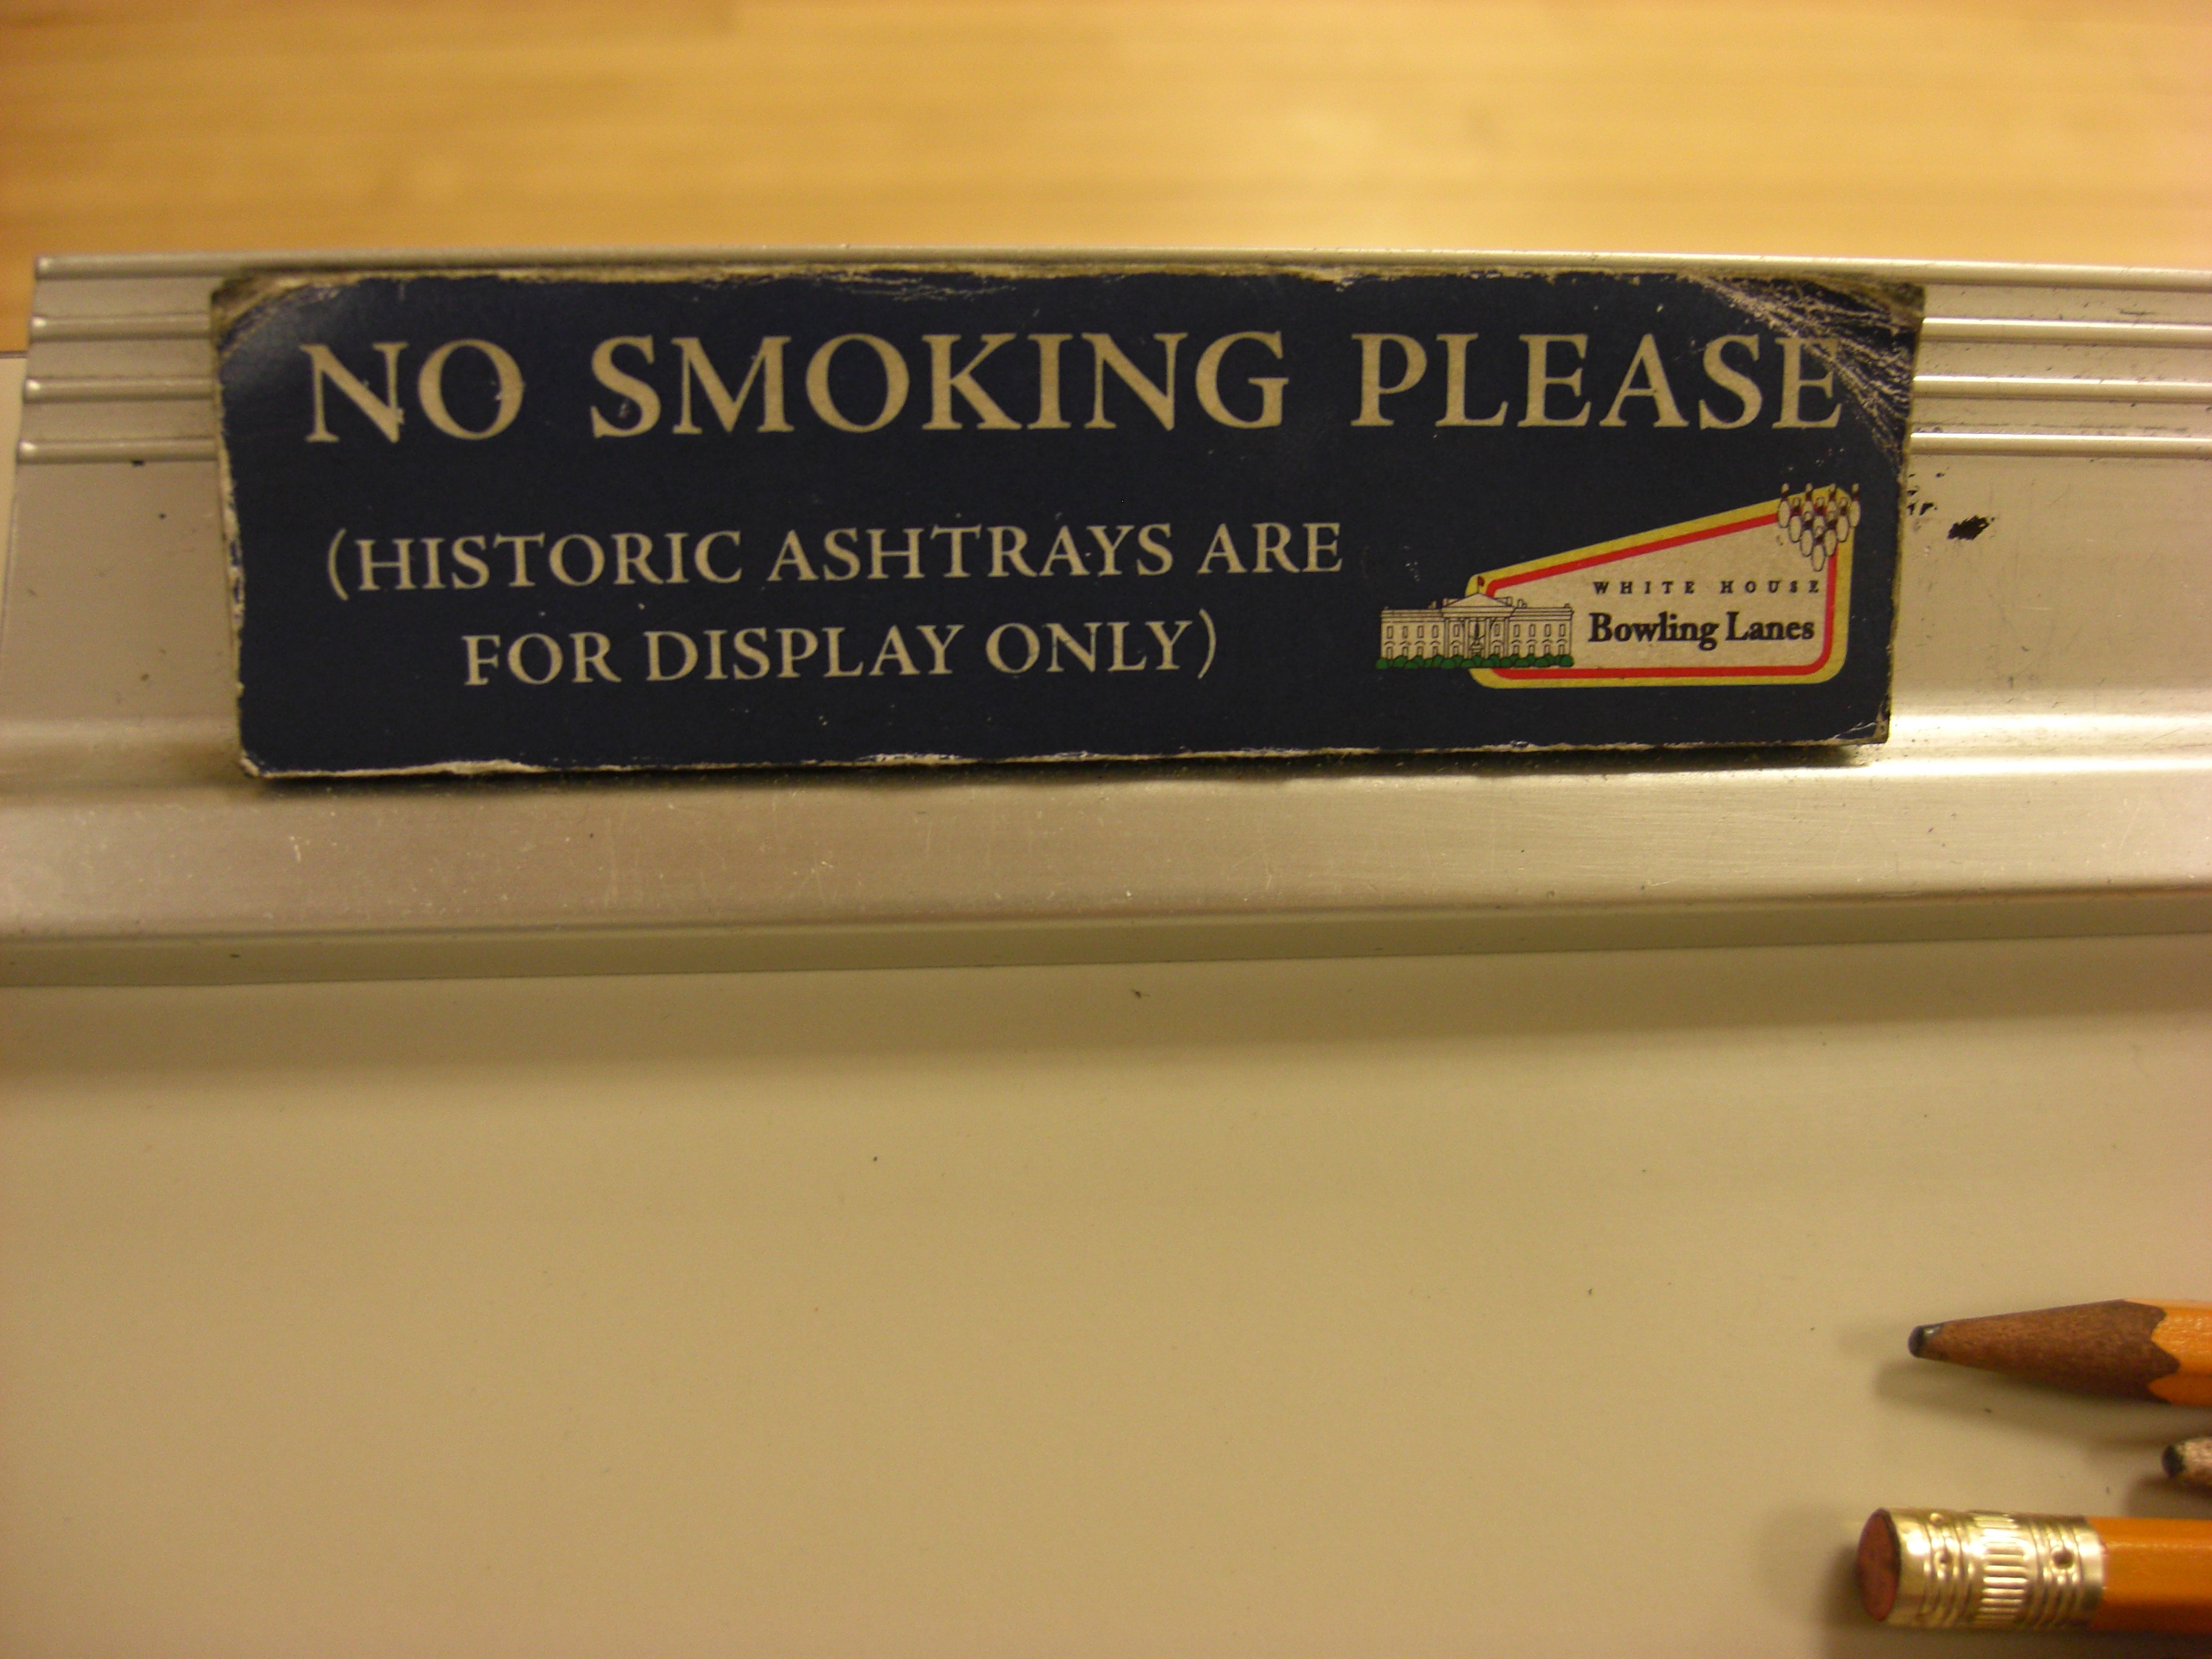 NO SMOKING PLEASE
(HISTORIC ASHTRAYS ARE
FOR DISPLAY ONLY)
WHITE HOUSE
Bowling Lanes